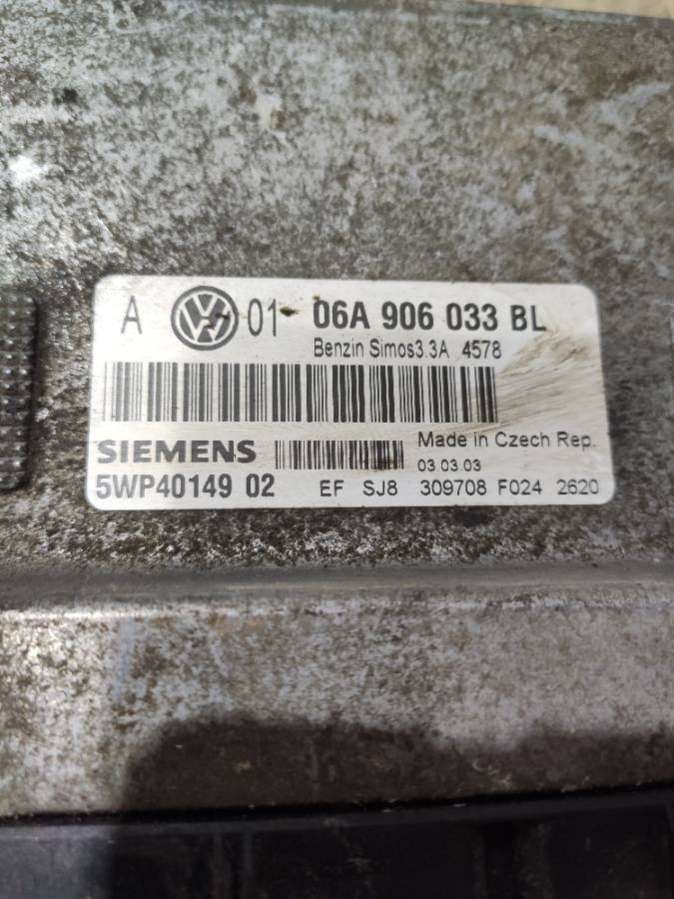 A VW 01 06A 906 033 BL
Benzin Simos3.3A 4578
SIEMENS
Made in Czech Rep.
03 03.03
5WP40149 02 EF SJ8 309708 F024 2620